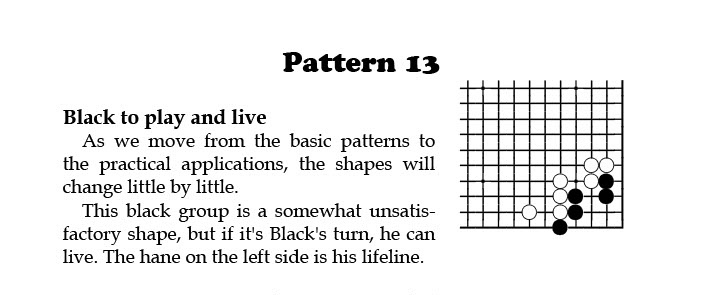 Pattern 13
Black to play and live
As we move from the basic patterns to
the practical applications, the shapes will
change little by little.
This black group is a somewhat unsatis-
factory shape, but if it's Black's turn, he can
live. The hane on the left side is his lifeline.